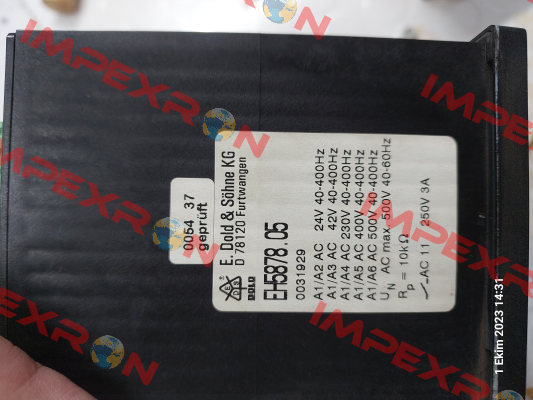 0054 37
geprüft
E. Dold & Söhne KG
D 78120 Furtwangen
DOLD
EH5878.05
0031929
A1/A2 AC 24V 40-400Hz
A1/A3 AC 42V 40-400Hz
A1/A4 AC 230V 40-400Hz
A1/A5 AC 400V 40-400Hz
A1/A6 AC 500V 40-400Hz
UN AC max. 500V 40-60Hz
Rp = 10kΩ
AC 11 250V 3A
1 Ekim 2023 14:31
IMPEXRON
IMPEXRON
IMPEXRON
IMPEXRON
IMPEXRON